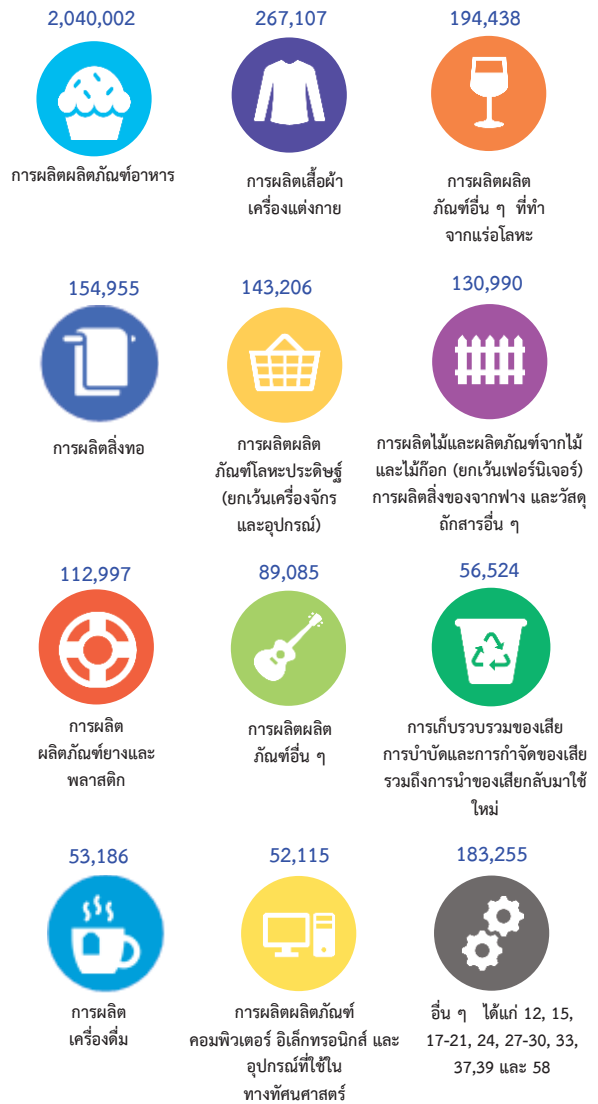 2,040,002
การผลิตผลิตภัณฑ์อาหาร
267,107
การผลิตเสื้อผ้า
เครื่องแต่งกาย
194,438
การผลิตผลิต
ภัณฑ์อื่น ๆ ที่ทำ
จากแร่อโลหะ
154,955
การผลิตสิ่งทอ
143,206
การผลิตผลิต
ภัณฑ์โลหะประดิษฐ์
(ยกเว้นเครื่องจักร
และอุปกรณ์)
130,990
การผลิตไม้และผลิตภัณฑ์จากไม้
และไม้ก๊อก (ยกเว้นเฟอร์นิเจอร์)
การผลิตสิ่งของจากฟาง และวัสดุ
ถักสารอื่น ๆ
112,997
การผลิต
ผลิตภัณฑ์ยางและ
พลาสติก
89,085
การผลิตผลิต
ภัณฑ์อื่น ๆ
56,524
การเก็บรวบรวมของเสีย
การบำบัดและการกำจัดของเสีย
รวมถึงการนำของเสียกลับมาใช้
ใหม่
53,186
การผลิต
เครื่องดื่ม
52,115
การผลิตผลิตภัณฑ์
คอมพิวเตอร์ อิเล็กทรอนิกส์ และ
อุปกรณ์ที่ใช้ใน
ทางทัศนศาสตร์
183,255
อื่น ๆ ได้แก่ 12, 15,
17-21, 24, 27-30, 33,
37,39 และ 58